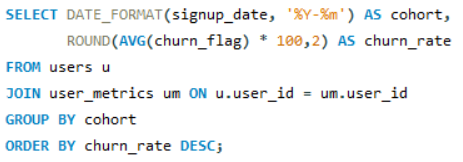 SELECT DATE_FORMAT(signup_date, '%Y-%m') AS cohort,
ROUND(AVG(churn_flag) * 100,2) AS churn_rate
FROM users u
JOIN user_metrics um ON u.user_id = um.user_id
GROUP BY cohort
ORDER BY churn_rate DESC;